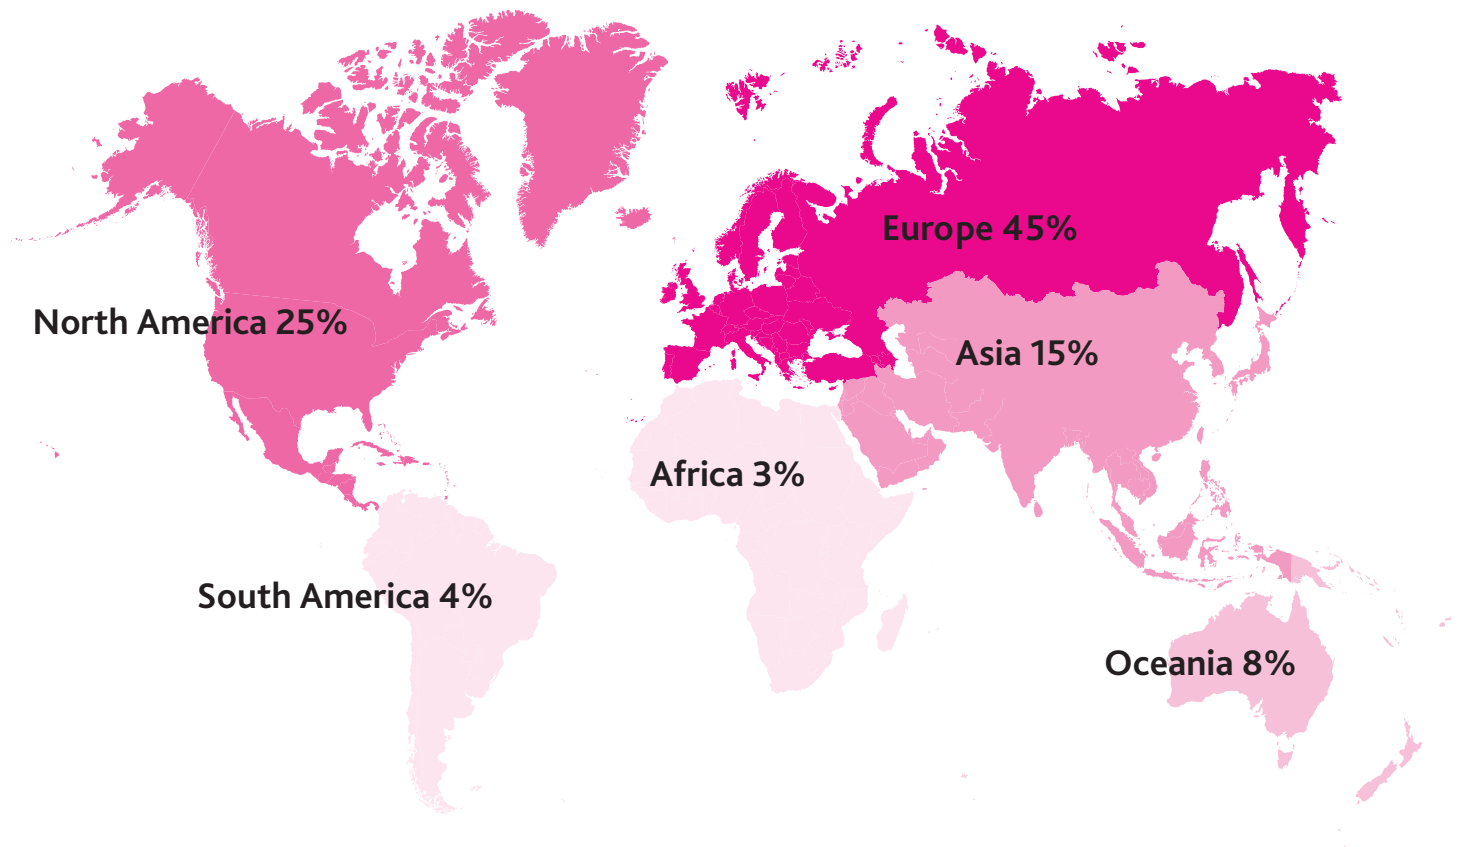 Europe 45%
North America 25%
Asia 15%
Africa 3%
South America 4%
Oceania 8%